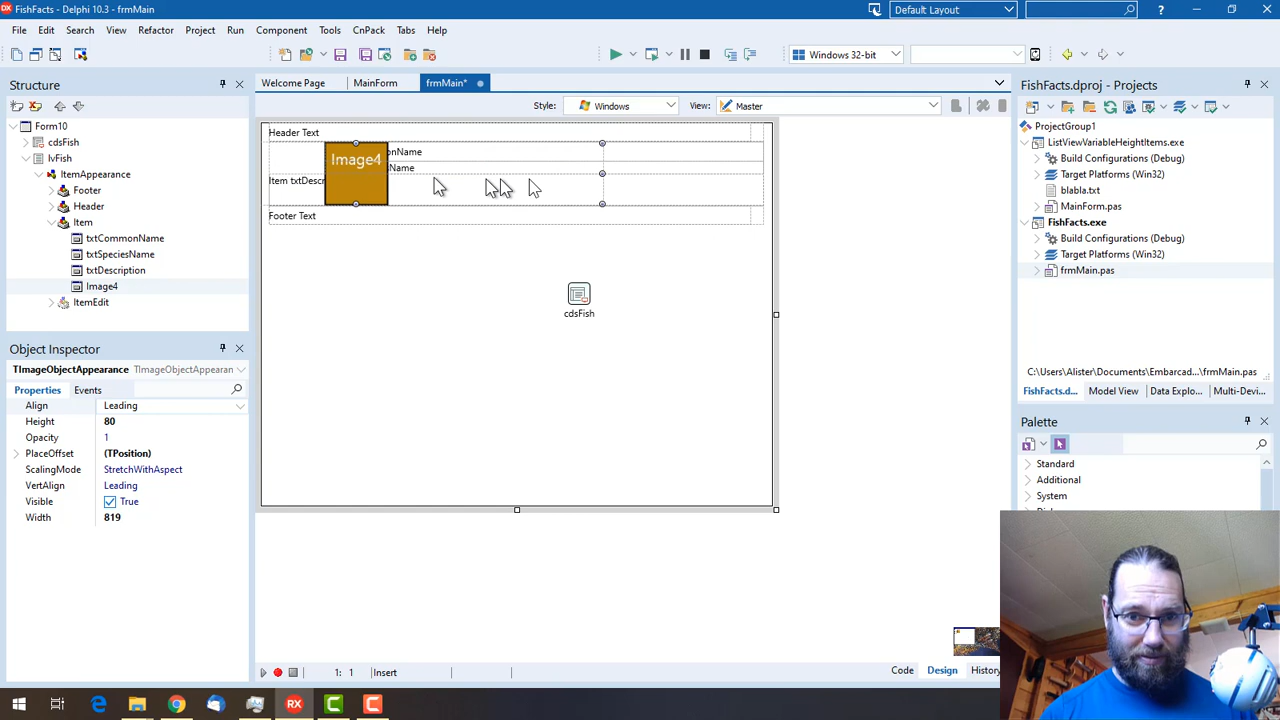 FishFacts - Delphi 10.3 - frmMain
Default Layout
File Edit Search View Refactor Project Run Component Tools CnPack Tabs Help
Windows 32-bit
Structure
Form10
cdsFish
lvFish
ItemAppearance
Footer
Header
Item
txtCommonName
txtSpeciesName
txtDescription
Image4
ItemEdit
Object Inspector
TImageObjectAppearance TImageObjectAppearan
Properties Events
Align Leading
Height 80
Opacity 1
PlaceOffset (TPosition)
ScalingMode StretchWithAspect
VertAlign Leading
Visible True
Width 819
Welcome Page MainForm frmMain*
Style: Windows View: Master
Header Text
Image4 onName
Name
Item txtDescr
Footer Text
cdsFish
1: 1 Insert
Code Design History
FishFacts.dproj - Projects
ProjectGroup1
ListViewVariableHeightItems.exe
Build Configurations (Debug)
Target Platforms (Win32)
blabla.txt
MainForm.pas
FishFacts.exe
Build Configurations (Debug)
Target Platforms (Win32)
frmMain.pas
C:\Users\Alister\Documents\Embarcad...\frmMain.pas
FishFacts.d... Model View Data Explo... Multi-Devi...
Palette
Standard
Additional
System